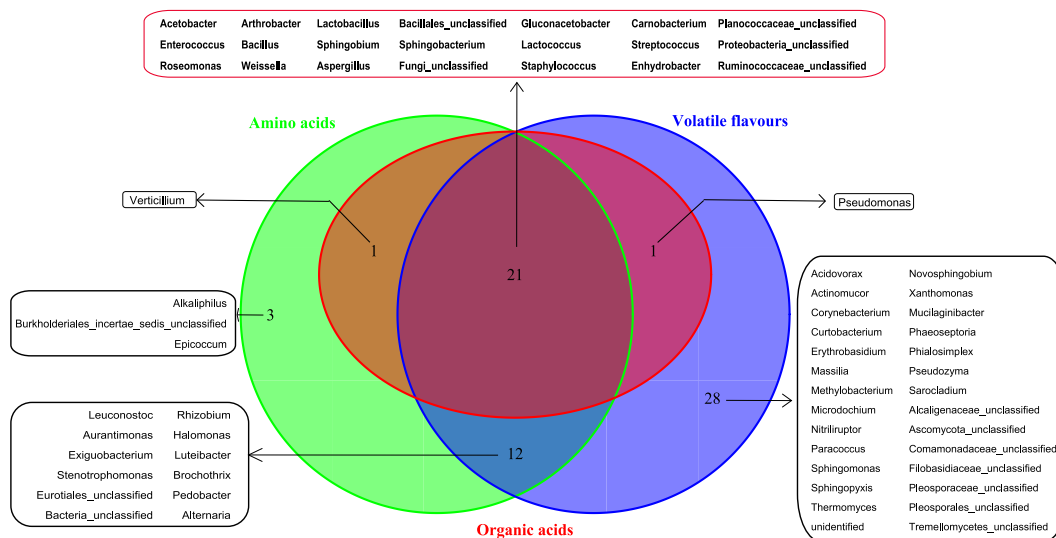 Acetobacter Arthrobacter Lactobacillus Bacillales_unclassified Gluconacetobacter Carnobacterium Planococcaceae_unclassified
Enterococcus Bacillus Sphingobium Sphingobacterium Lactococcus Streptococcus Proteobacteria_unclassified
Roseomonas Weissella Aspergillus Fungi_unclassified Staphylococcus Enhydrobacter Ruminococcaceae_unclassified
Amino acids
Volatile flavours
Verticillium
Pseudomonas
1
1
21
Alkaliphilus
Burkholderiales_incertae_sedis_unclassified
Epicoccum
3
Acidovorax Novosphingobium
Actinomucor Xanthomonas
Corynebacterium Mucilaginibacter
Curtobacterium Phaeoseptoria
Erythrobasidium Phialosimplex
Massilia Pseudozyma
Methylobacterium Sarocladium
Microdochium Alcaligenaceae_unclassified
Nitriliruptor Ascomycota_unclassified
Paracoccus Comamonadaceae_unclassified
Sphingomonas Filobasidiaceae_unclassified
Sphingopyxis Pleosporaceae_unclassified
Thermomyces Pleosporales_unclassified
unidentified Tremellomycetes_unclassified
28
Leuconostoc Rhizobium
Aurantimonas Halomonas
Exiguobacterium Luteibacter
Stenotrophomonas Brochothrix
Eurotiales_unclassified Pedobacter
Bacteria_unclassified Alternaria
12
Organic acids